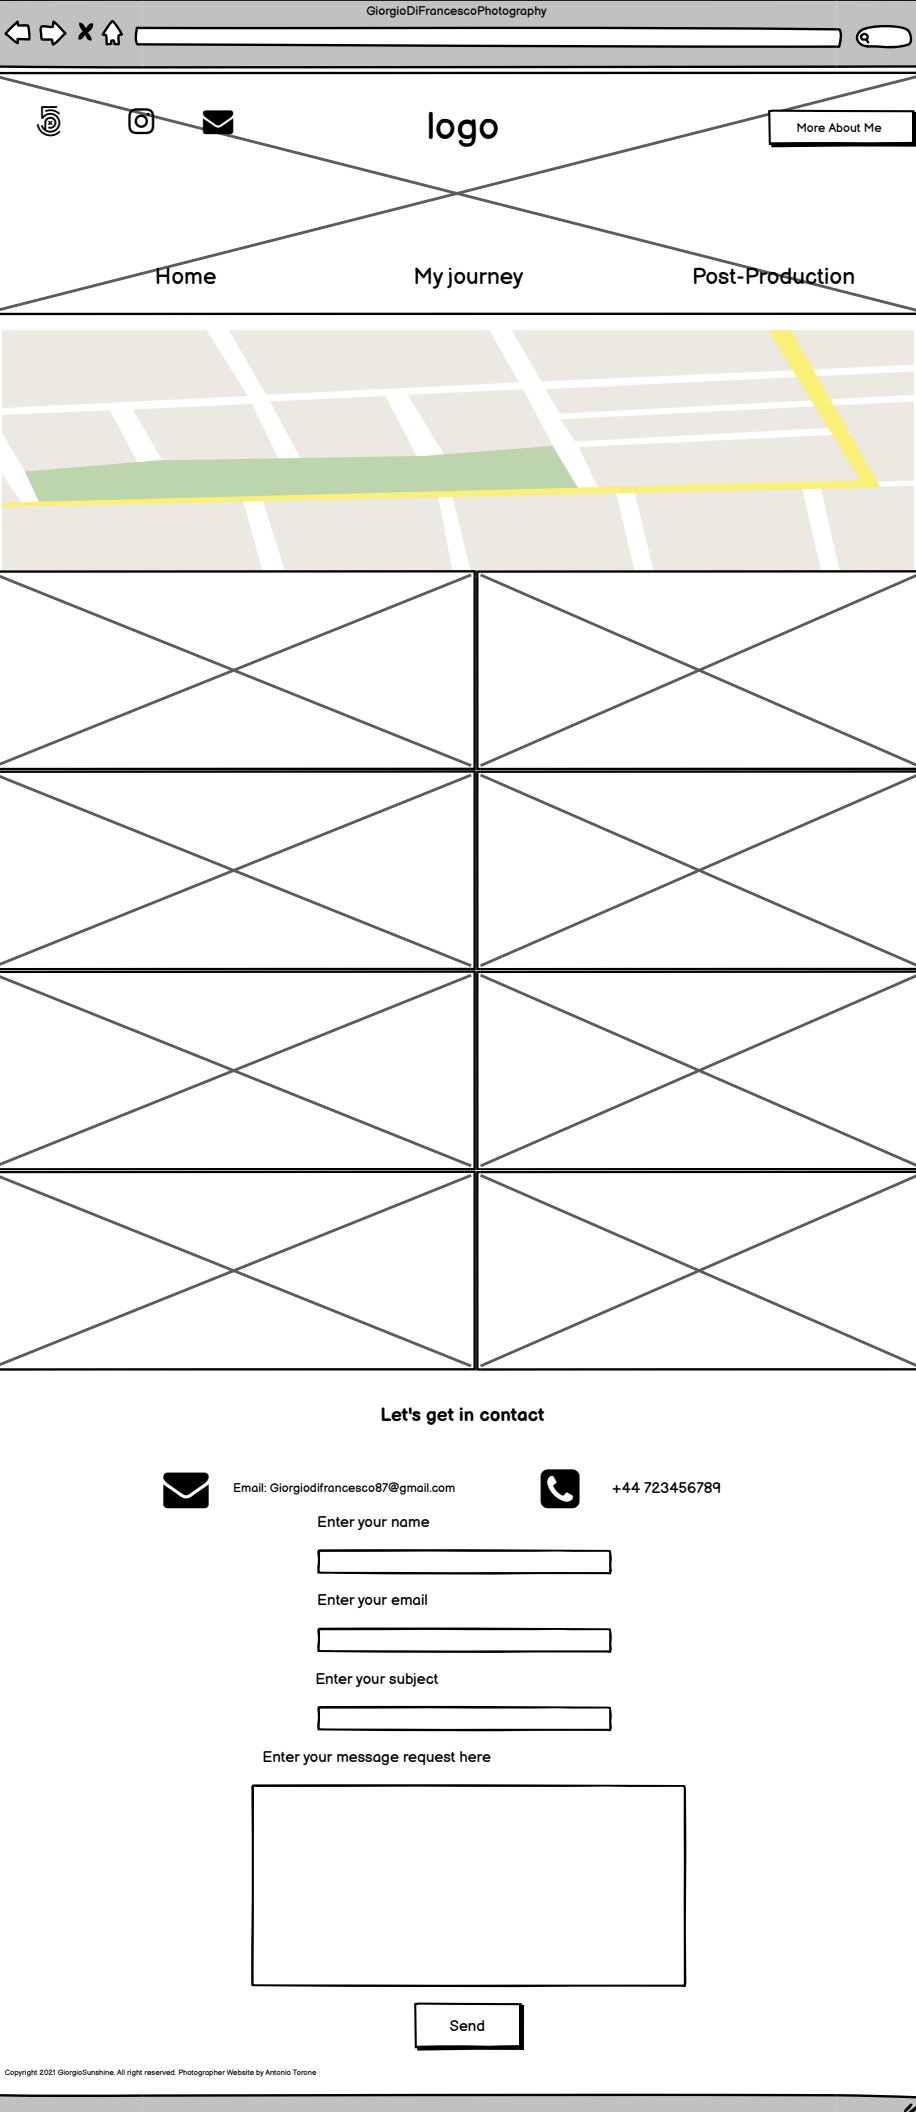 GiorgioDiFrancescoPhotography
logo
More About Me
Home
My journey
Post-Production
Let's get in contact
Email: Giorgiodifrancesco87@gmail.com
+44 723456789
Enter your name
Enter your email
Enter your subject
Enter your message request here
Send
Copyright 2021 GiorgioSunshine. All right reserved. Photographer Website by Antonio Torone